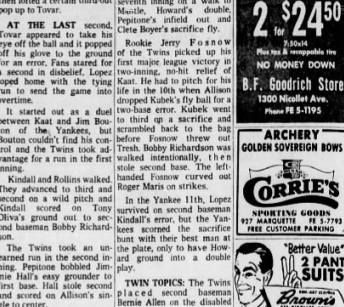 then lofted a certain third-out
pop up to Tovar.
AT THE LAST second,
Tovar appeared to take his
eye off the ball and it popped
off his glove to the ground
for an error. Fans stared for
a second in disbelief. Lopez
loped home with the tying
run to send the game into
overtime.
It started out as a duel
between Kaat and Jim Bou-
ton of the Yankees, but
Bouton couldn't find his con-
trol and the Twins took ad-
vantage for a run in the first
inning.
Kindall and Rollins walked.
They advanced to third and
second on a wild pitch and
Kindall scored on Tony
Oliva's ground out to sec-
ond baseman Bobby Richard-
son.
The Twins took an un-
earned run in the second in-
ning. Pepitone bobbled Jim-
mie Hall's easy grounder to
first base. Hall stole second
and scored on Allison's sin-
gle to center.
seventh inning on a walk to
Mantle, Howard's double,
Pepitone's infield out and
Clete Boyer's sacrifice fly.
Rookie Jerry Fosnow
of the Twins picked up his
first major league victory in
two-inning, no-hit relief of
Kaat. He had to pitch for his
life in the 10th when Allison
dropped Kubek's fly ball for a
two-base error. Kubek went
to third on a sacrifice and
scrambled back to the bag
before Fosnow threw out
Tresh. Bobby Richardson was
walked intentionally, then
stole second base. The left-
handed Fosnow curved out
Roger Maris on strikes.
In the Yankee 11th, Lopez
survived on second baseman
Kindall's error, but the Yan-
kees scorned the sacrifice
bunt with their best man at
the plate, only to have How-
ard ground into a double
play.
TWIN TOPICS: The Twins
placed second baseman
Bernie Allen on the disabled
2 for $24.50
7:50x14
Plus tax & recappable tire
NO MONEY DOWN
B.F. Goodrich Store
1300 Nicollet Ave.
Phone FE 5-1195
ARCHERY
GOLDEN SOVEREIGN BOWS
CORRIE'S
SPORTING GOODS
927 MARQUETTE FE 5-7793
FREE CUSTOMER PARKING
"Better Value"
2 PANT
SUITS
Brown's